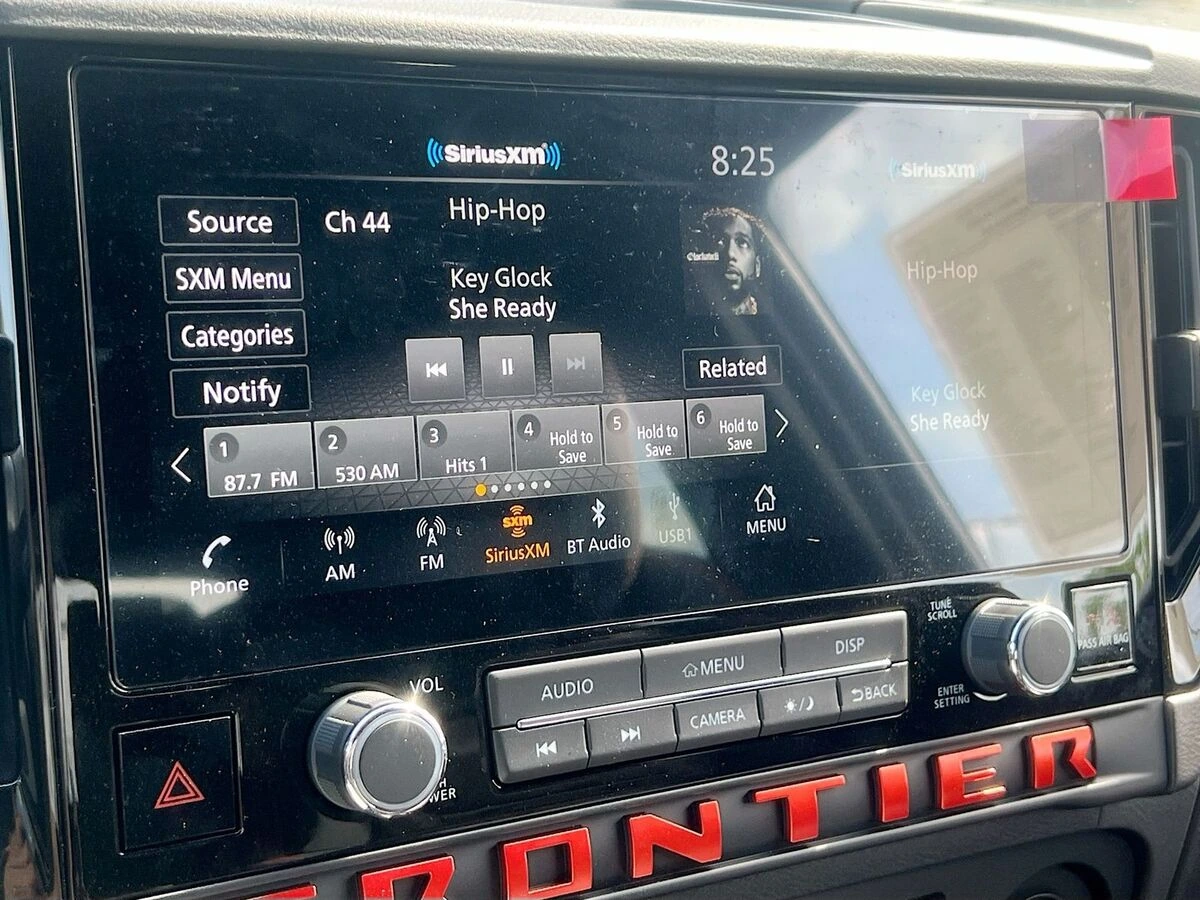 SiriusXM
8:25
SiriusXM
Source
Ch 44
Hip-Hop
SXM Menu
Key Glock
She Ready
Hip-Hop
Categories
Notify
Related
Key Glock
She Ready
1
87.7 FM
2
530 AM
3
Hits 1
4
Hold to
Save
5
Hold to
Save
6
Hold to
Save
Phone
AM
FM
sxm
SiriusXM
BT Audio
USB1
MENU
TUNE
SCROLL
VOL
AUDIO
MENU
DISP
PASS AIR BAG
ENTER
SETTING
CAMERA
BACK
WER
RONTIER